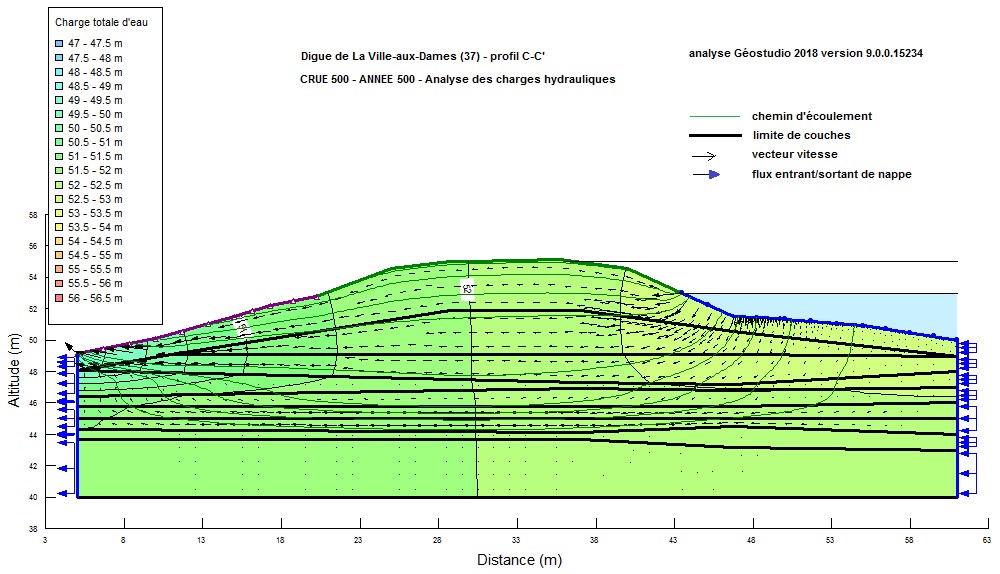 Charge totale d'eau
47 - 47.5 m
47.5 - 48 m
48 - 48.5 m
48.5 - 49 m
49 - 49.5 m
49.5 - 50 m
50 - 50.5 m
50.5 - 51 m
51 - 51.5 m
51.5 - 52 m
52 - 52.5 m
52.5 - 53 m
53 - 53.5 m
53.5 - 54 m
54 - 54.5 m
54.5 - 55 m
55 - 55.5 m
55.5 - 56 m
56 - 56.5 m
Digue de La Ville-aux-Dames (37) - profil C-C'
CRUE 500 - ANNEE 500 - Analyse des charges hydrauliques
analyse Géostudio 2018 version 9.0.0.15234
chemin d'écoulement
limite de couches
vecteur vitesse
flux entrant/sortant de nappe
58
56
54
52
50
48
46
44
42
40
38
Altitude (m)
52
3 8 13 18 23 28 33 38 43 48 53 58 63
Distance (m)